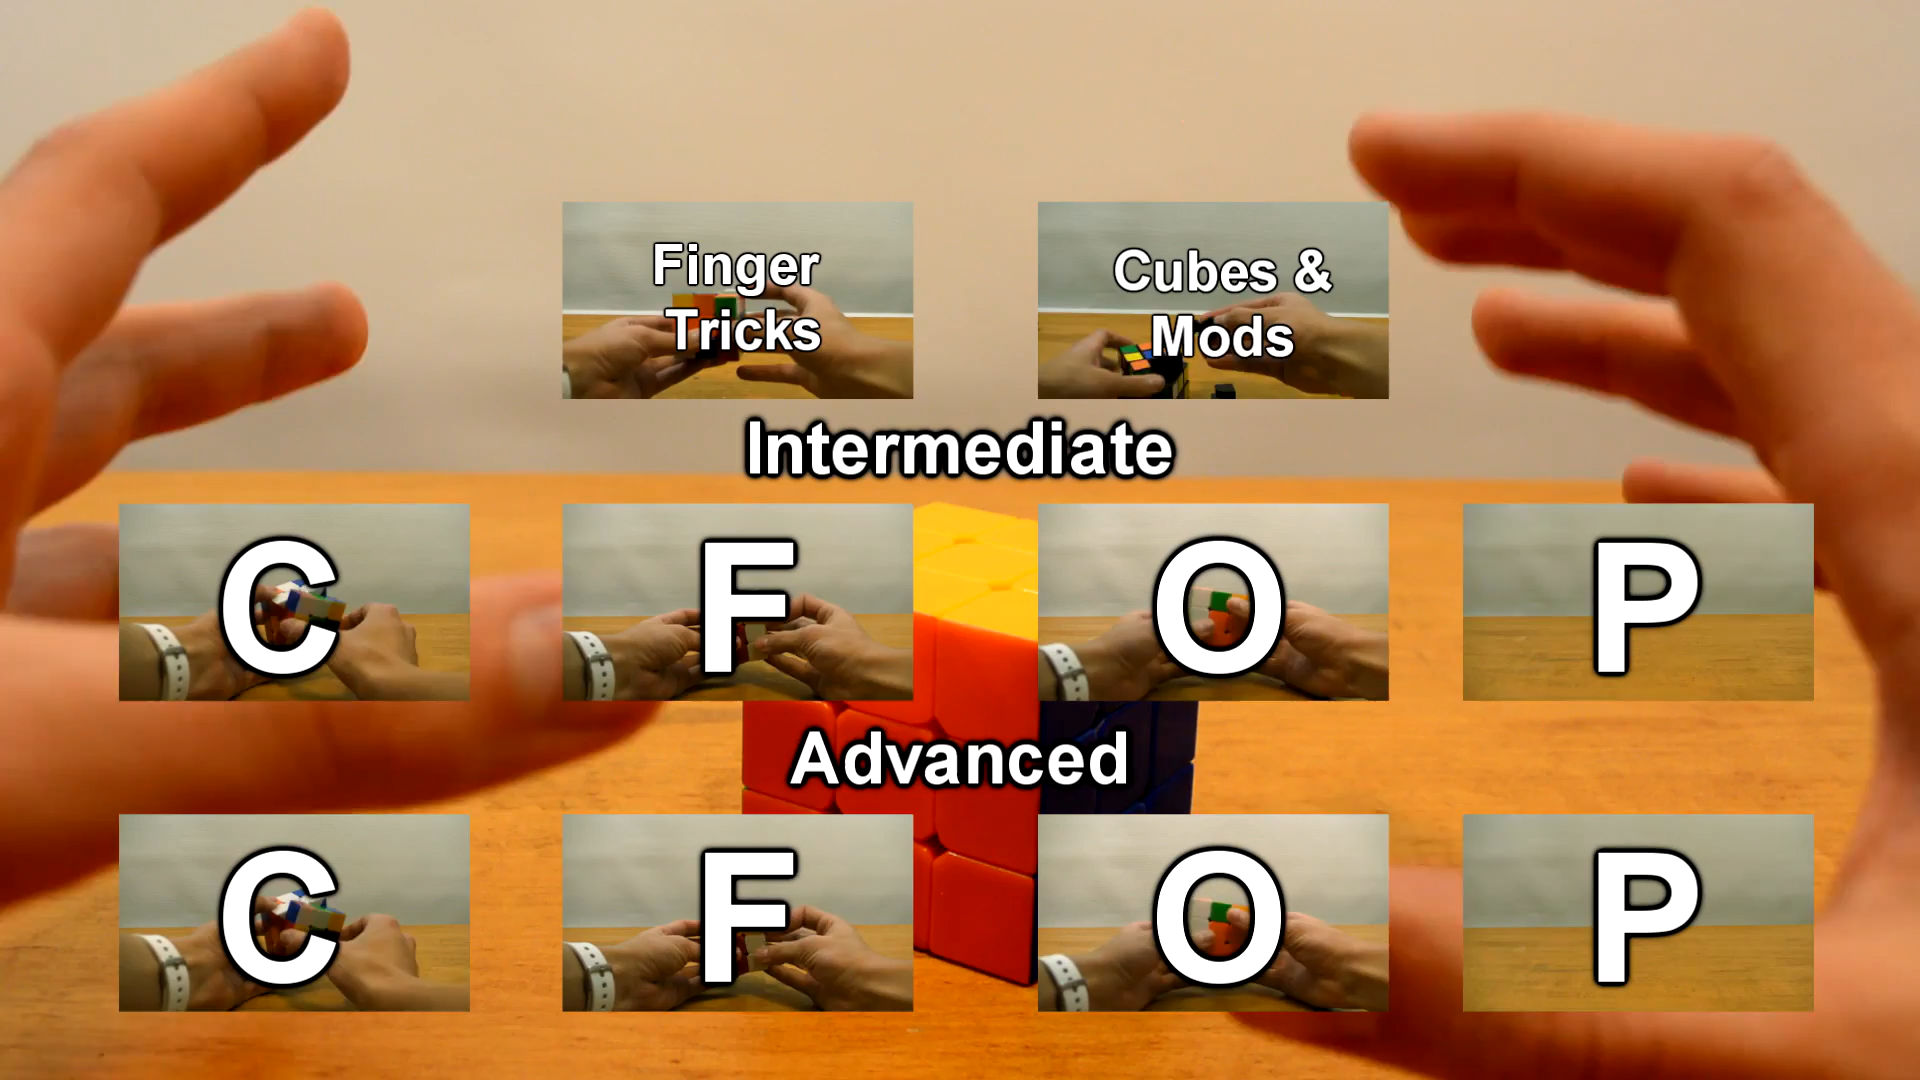 Finger
Tricks
Cubes &
Mods
Intermediate
C F O P
Advanced
C F O P